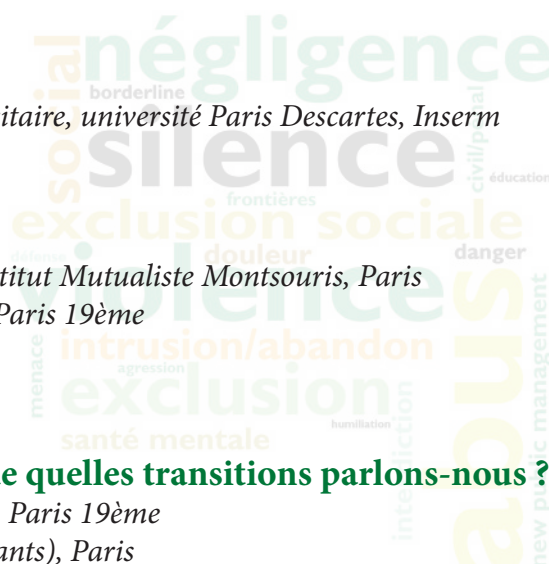 social
négligence
borderline
itaire, université Paris Descartes, Inserm
silence
civil/pénal
éducation
frontières
exclusion sociale
défense
douleur
danger
titut Mutualiste Montsouris, Paris
violence
Paris 19ème
intrusion/abandon
menace
agression
exclusion
humiliation
interdiction
new public management
abus
santé mentale
e quelles transitions parlons-nous ?
, Paris 19ème
ants), Paris